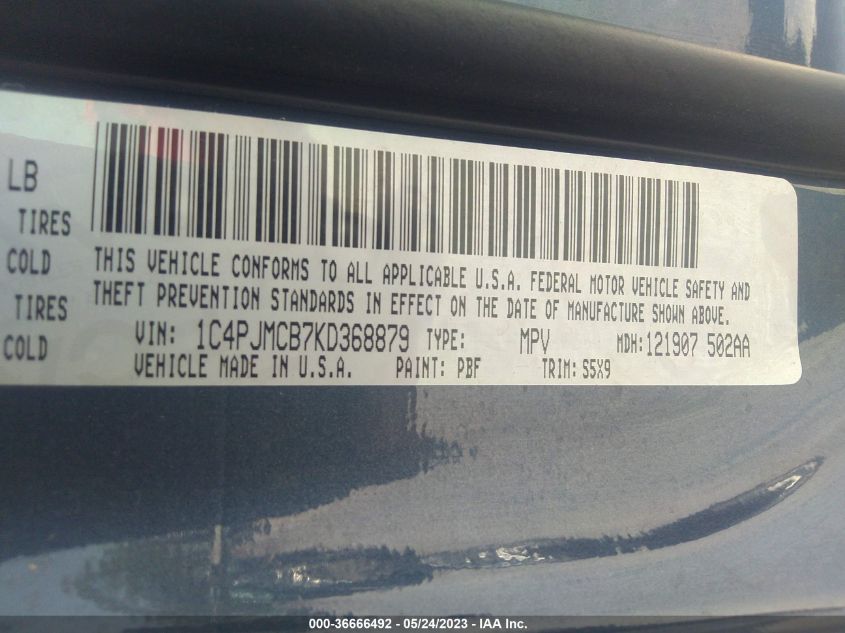 LB
TIRES
COLD
TIRES
COLD
THIS VEHICLE CONFORMS TO ALL APPLICABLE U.S.A. FEDERAL MOTOR VEHICLE SAFETY AND
THEFT PREVENTION STANDARDS IN EFFECT ON THE DATE OF MANUFACTURE SHOWN ABOVE.
VIN: 1C4PJMCB7KD368879 TYPE: MPV MDH:121907 502AA
VEHICLE MADE IN U.S.A. PAINT: PBF TRIM: S5X9
000-36666492 - 05/24/2023 - IAA Inc.